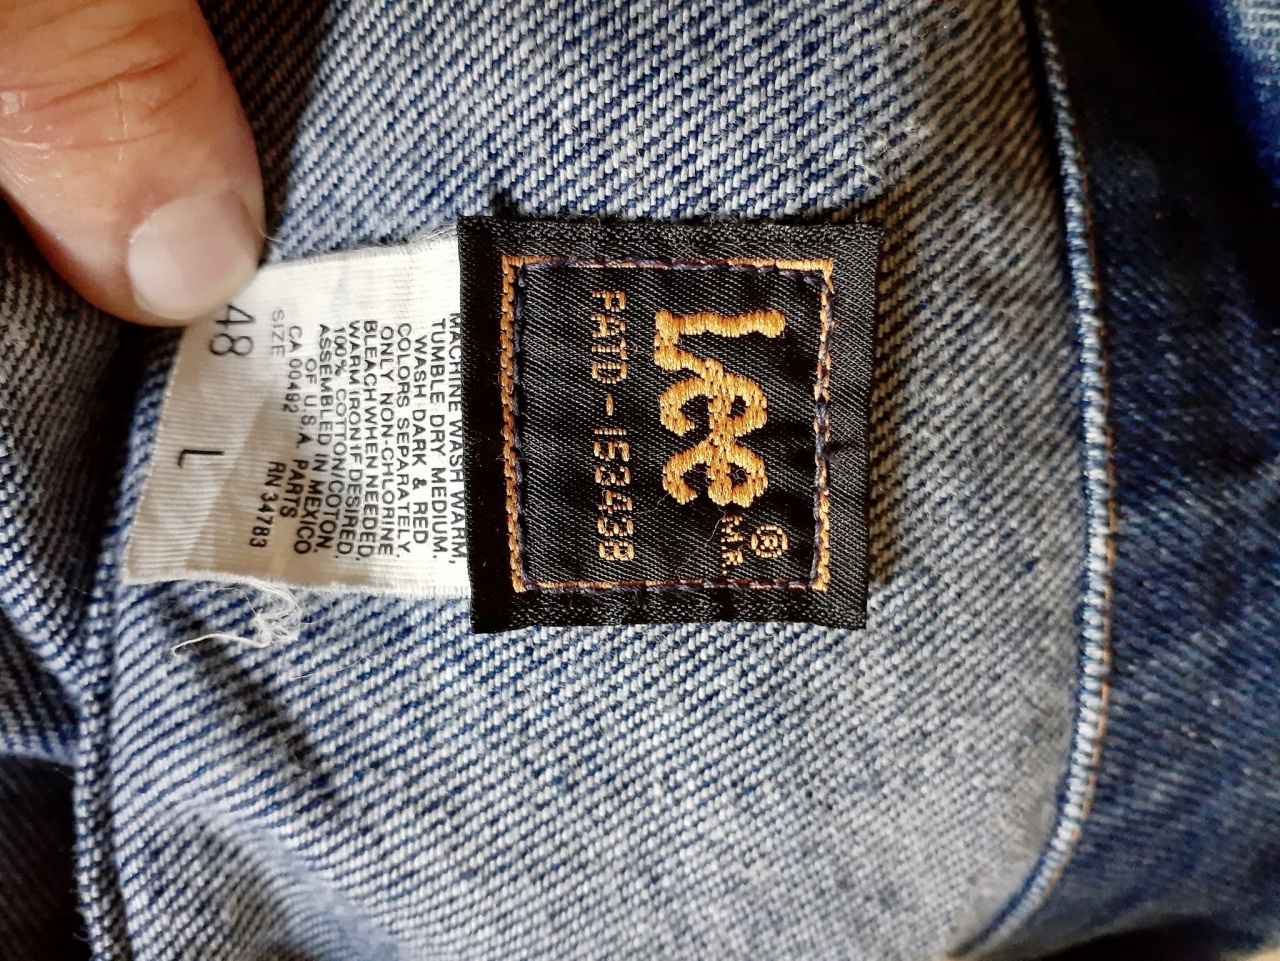 Lee
®
M.R.
PATD-153438
MACHINE WASH WARM,
TUMBLE DRY MEDIUM.
WASH DARK & RED
COLORS SEPARATELY.
ONLY NON-CHLORINE
BLEACH WHEN NEEDED.
WARM IRON IF DESIRED.
100% COTTON/COTON.
ASSEMBLED IN MEXICO
OF U.S.A. PARTS
CA 00492 RN 34783
SIZE
48 L